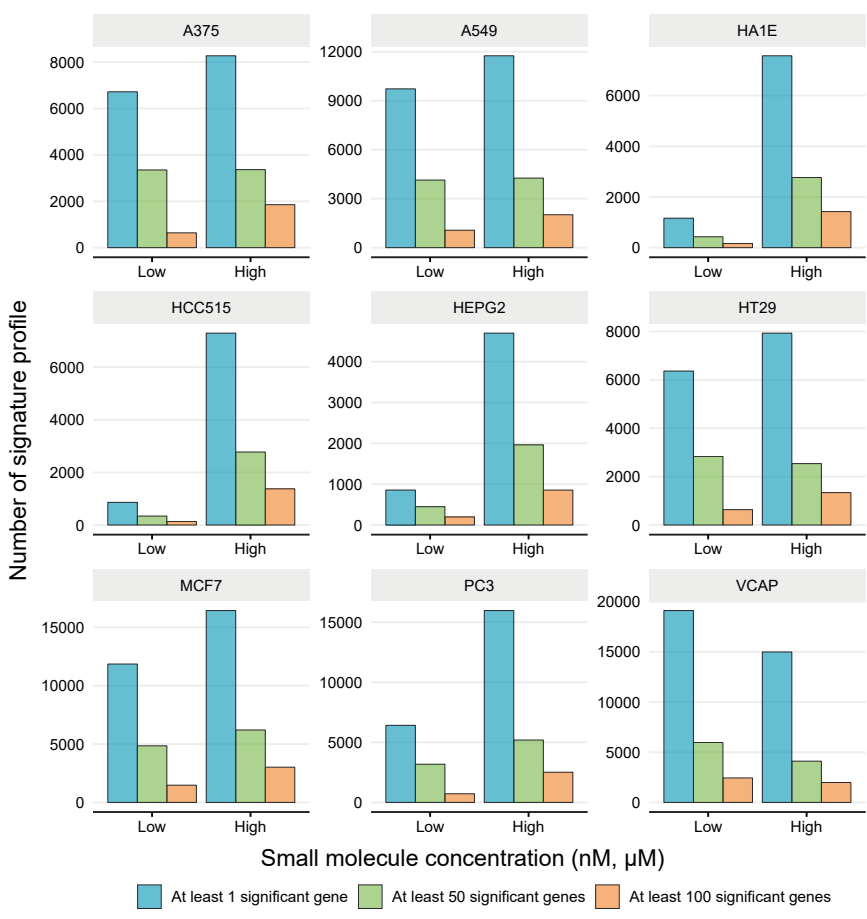 A375
A549
HA1E
8000
6000
4000
2000
0
Low
High
12000
9000
6000
3000
0
Low
High
6000
4000
2000
0
Low
High
HCC515
HEPG2
HT29
6000
4000
2000
0
Low
High
4000
3000
2000
1000
0
Low
High
8000
6000
4000
2000
0
Low
High
MCF7
PC3
VCAP
15000
10000
5000
0
Low
High
15000
10000
5000
0
Low
High
20000
15000
10000
5000
0
Low
High
Number of signature profile
Small molecule concentration (nM, μM)
At least 1 significant gene
At least 50 significant genes
At least 100 significant genes